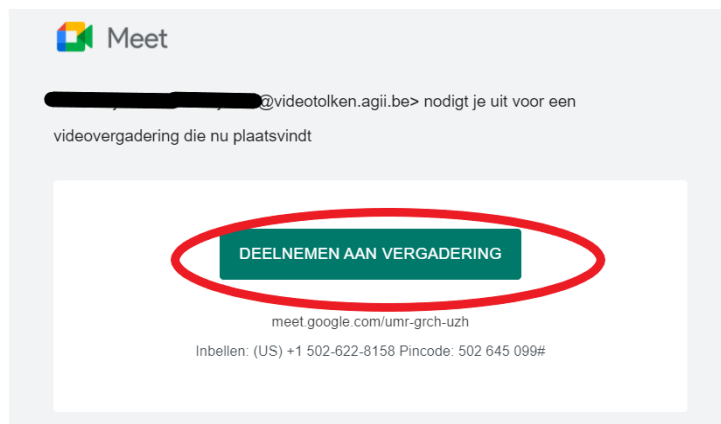 Meet
@videotolken.agii.be> nodigt je uit voor een
videovergadering die nu plaatsvindt
DEELNEMEN AAN VERGADERING
meet.google.com/umr-grch-uzh
Inbellen: (US) +1 502-622-8158 Pincode: 502 645 099#